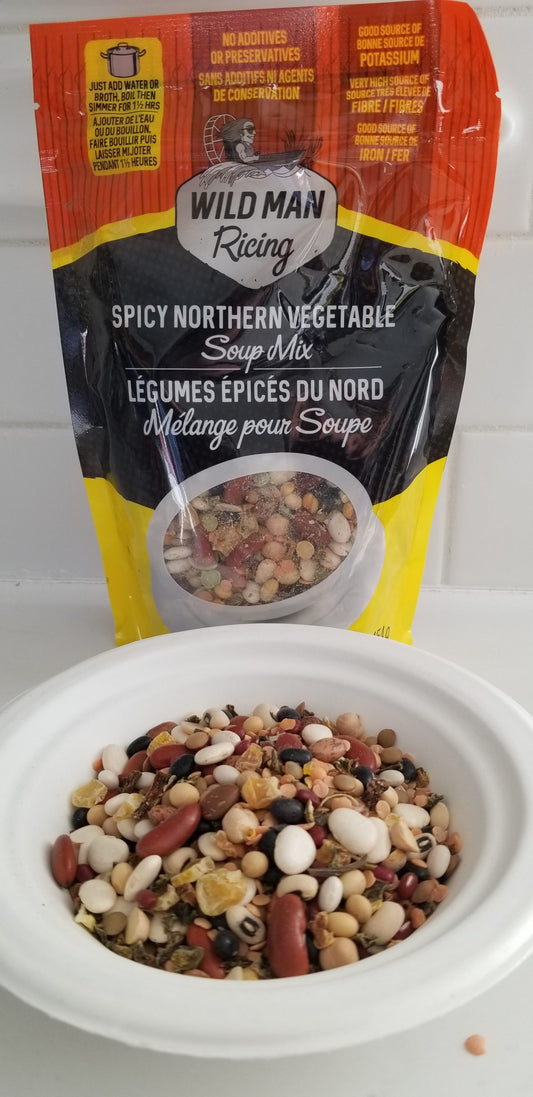 JUST ADD WATER OR
BROTH, BOIL THEN
SIMMER FOR 1½ HRS
AJOUTER DE L'EAU
OU DU BOUILLON,
FAIRE BOUILLIR PUIS
LAISSER MIJOTER
PENDANT 1½ HEURES
NO ADDITIVES
OR PRESERVATIVES
SANS ADDITIFS NI AGENTS
DE CONSERVATION
GOOD SOURCE OF
BONNE SOURCE DE
POTASSIUM
VERY HIGH SOURCE OF
SOURCE TRÈS ÉLEVÉE DE
FIBRE / FIBRES
GOOD SOURCE OF
BONNE SOURCE DE
IRON / FER
WILD MAN
Ricing
SPICY NORTHERN VEGETABLE
Soup Mix
LÉGUMES ÉPICÉS DU NORD
Mélange pour Soupe